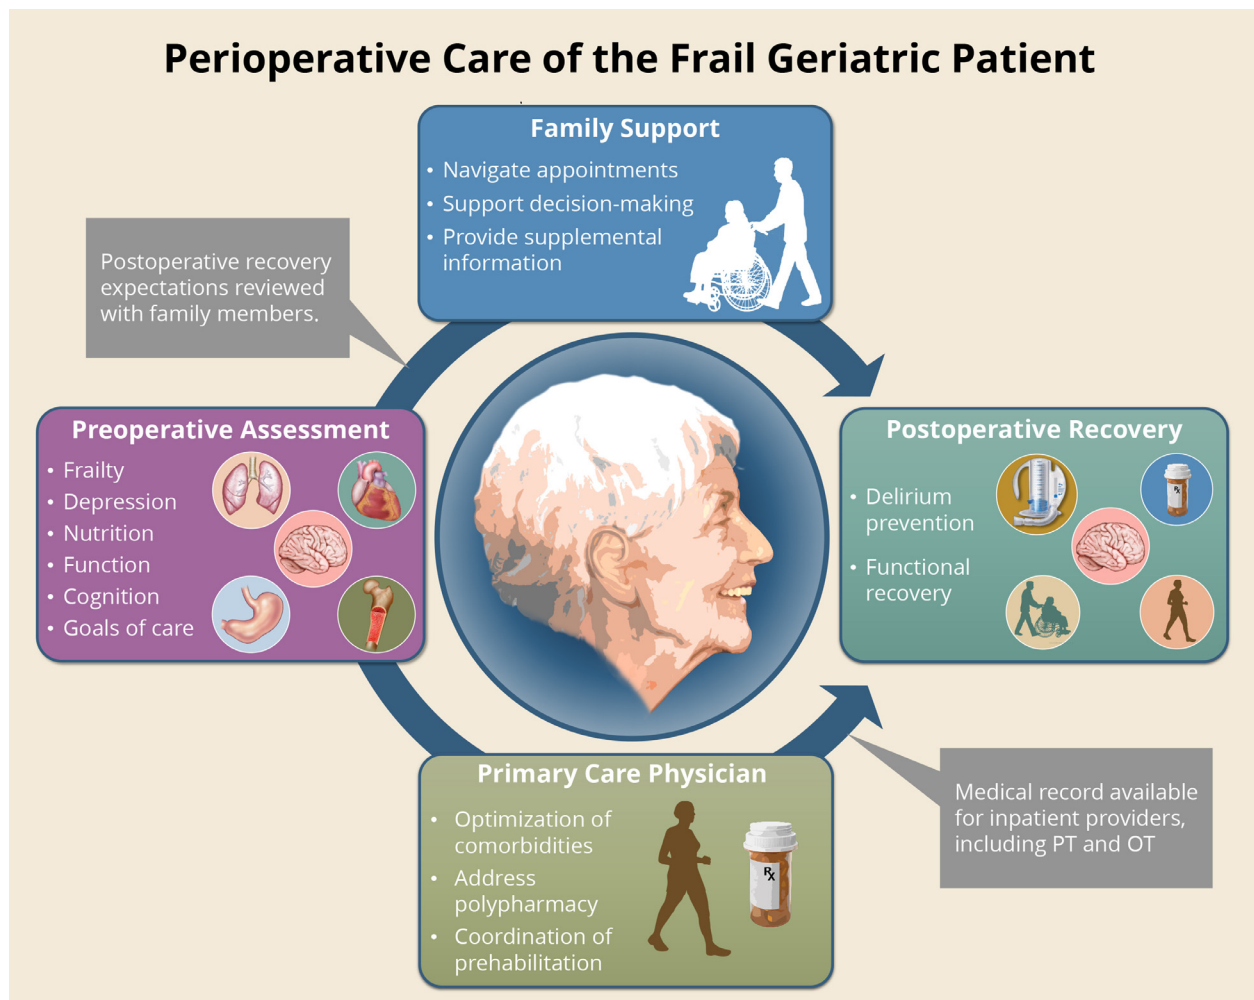 Perioperative Care of the Frail Geriatric Patient
Family Support
• Navigate appointments
• Support decision-making
• Provide supplemental
information
Postoperative recovery
expectations reviewed
with family members.
Preoperative Assessment
• Frailty
• Depression
• Nutrition
• Function
• Cognition
• Goals of care
Postoperative Recovery
• Delirium
prevention
• Functional
recovery
Rx
Primary Care Physician
• Optimization of
comorbidities
• Address
polypharmacy
• Coordination of
prehabilitation
Rx
Medical record available
for inpatient providers,
including PT and OT